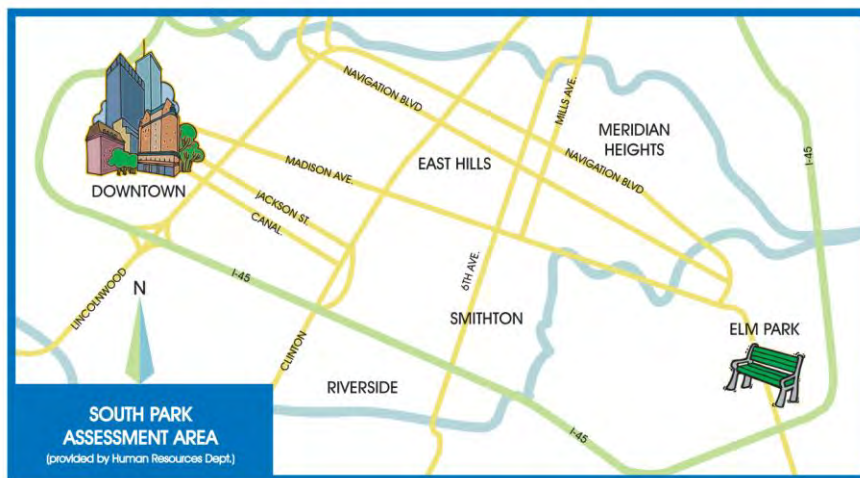 NAVIGATION BLVD
MILLS AVE.
MERIDIAN
HEIGHTS
I-45
EAST HILLS
MADISON AVE.
NAVIGATION BLVD
DOWNTOWN
JACKSON ST.
CANAL
I-45
LINCOLNWOOD
N
6TH AVE.
SMITHTON
ELM PARK
CLINTON
RIVERSIDE
I-45
SOUTH PARK
ASSESSMENT AREA
(provided by Human Resources Dept.)